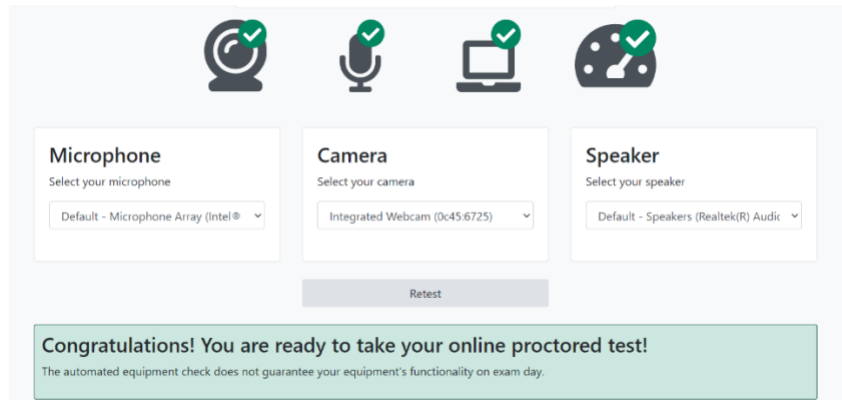 Microphone
Select your microphone
Default - Microphone Array (Intel®
Camera
Select your camera
Integrated Webcam (0c45:6725)
Speaker
Select your speaker
Default - Speakers (Realtek(R) Audic
Retest
Congratulations! You are ready to take your online proctored test!
The automated equipment check does not guarantee your equipment's functionality on exam day.